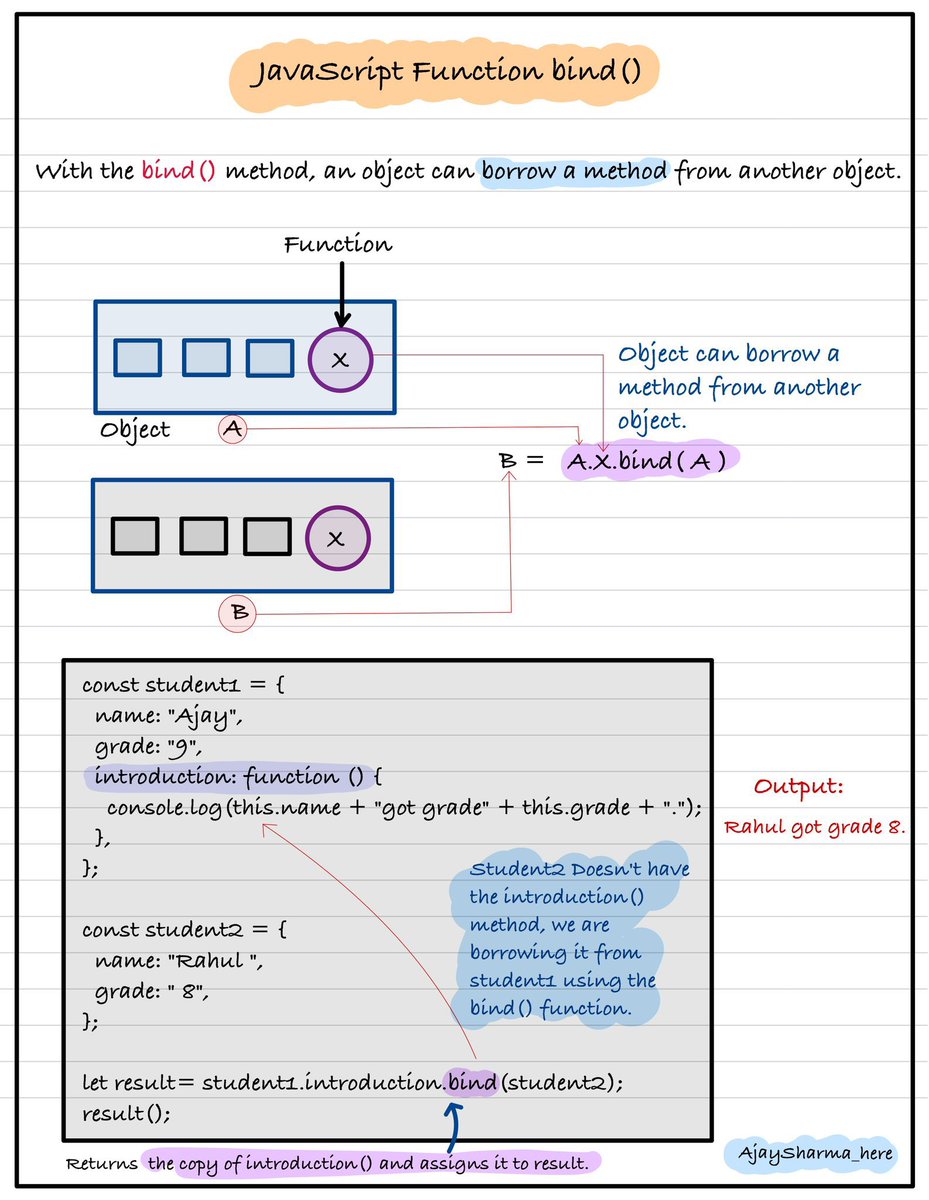 JavaScript Function bind()
With the bind() method, an object can borrow a method from another object.
Function
X
Object can borrow a
method from another
object.
Object A
B = A.X.bind( A )
X
B
const student1 = {
name: "Ajay",
grade: "9",
introduction: function () {
console.log(this.name + "got grade" + this.grade + ".");
},
};
Output:
Rahul got grade 8.
Student2 Doesn't have
the introduction()
method, we are
borrowing it from
student1 using the
bind() function.
const student2 = {
name: "Rahul ",
grade: " 8",
};
let result= student1.introduction.bind(student2);
result();
Returns the copy of introduction() and assigns it to result.
AjaySharma_here